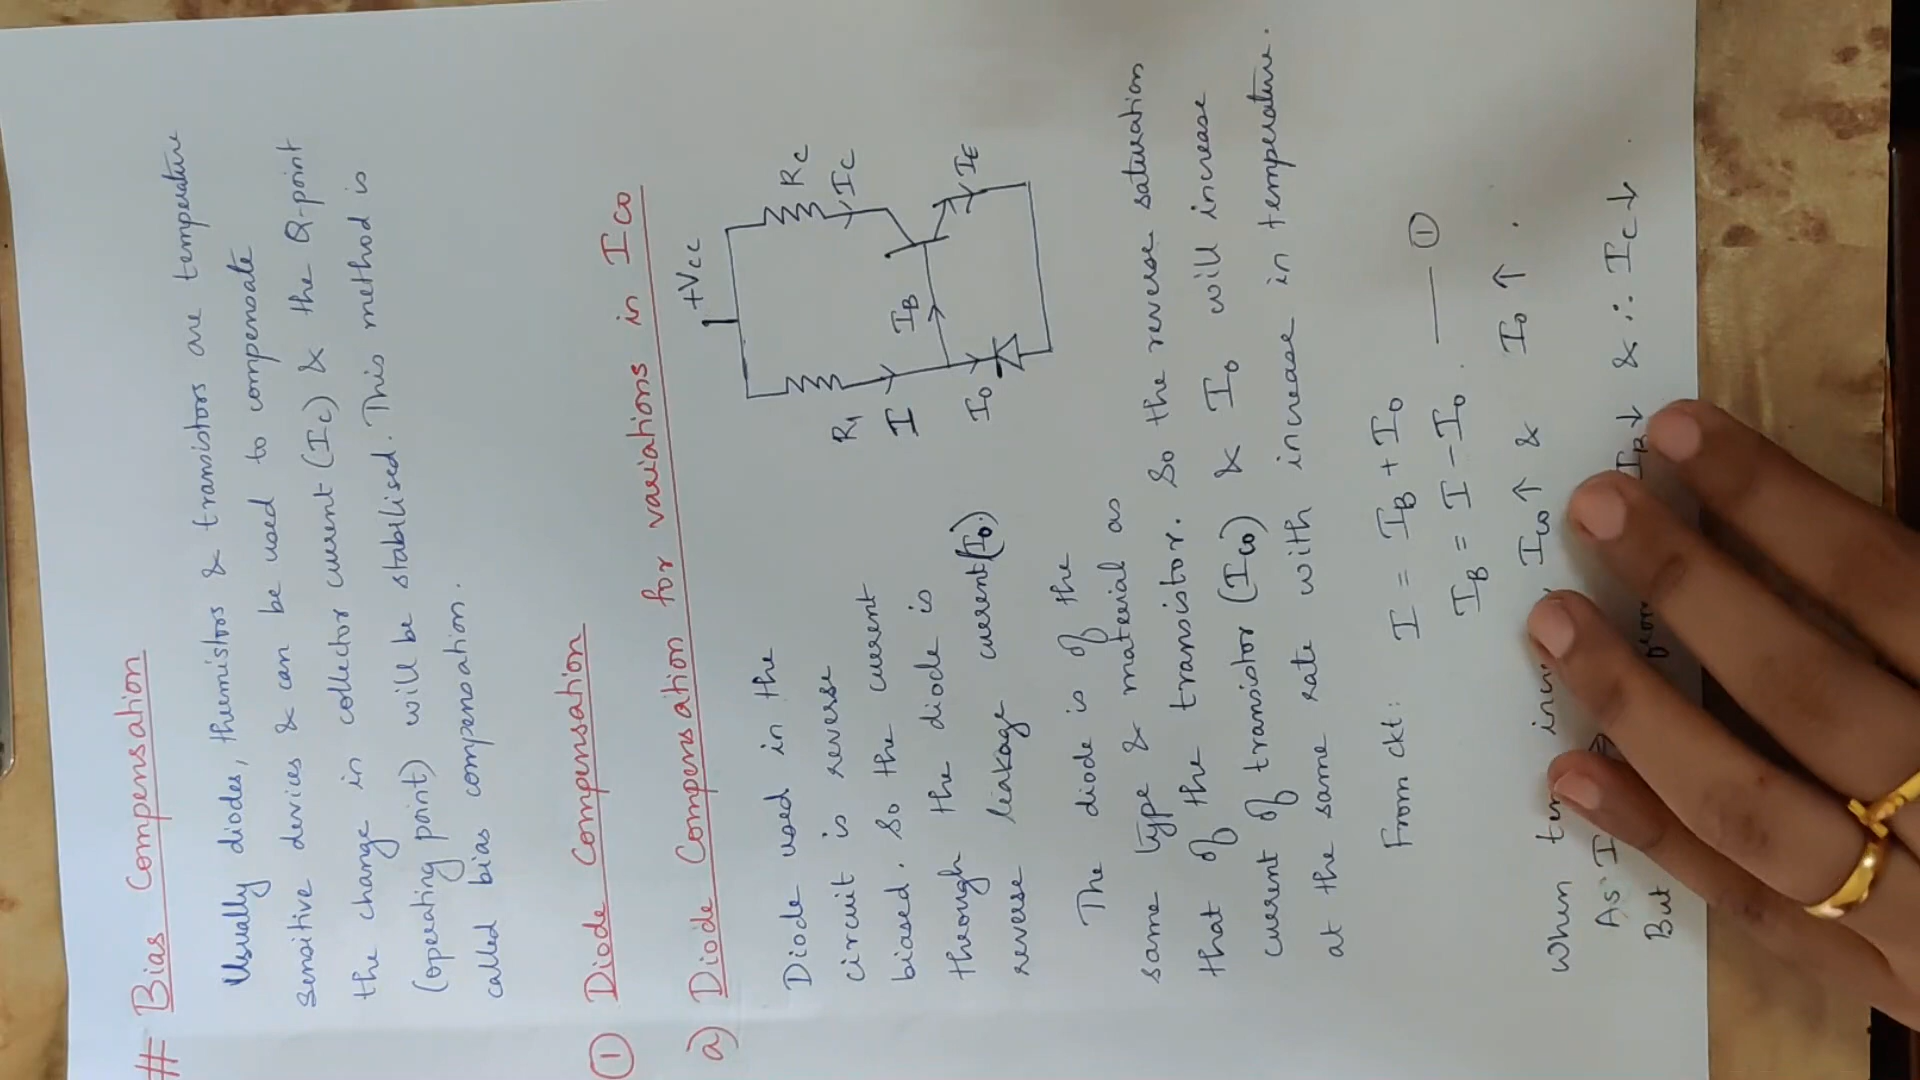 # Bias Compensation
Usually diodes, thermistors & transistors are temperature
sensitive devices & can be used to compensate
the change in collector current (IC) & the Q-point
(operating point) will be stabilised. This method is
called bias compensation.
① Diode Compensation
a) Diode Compensation for variations in ICO
Diode used in the
circuit is reverse
biased. So the current
through the diode is
reverse leakage current (IO).
+VCC
R1
RC
I
IC
IB
IO
IE
The diode is of the
same type & material as
that of the transistor. So the reverse saturation
current of transistor (ICO) & IO will increase
at the same rate with increase in temperature.
From ckt: I = IB + IO
IB = I - IO. —— ①
When ICO↑ & IO↑.
As I IB↓ & ∴ IC↓.
But